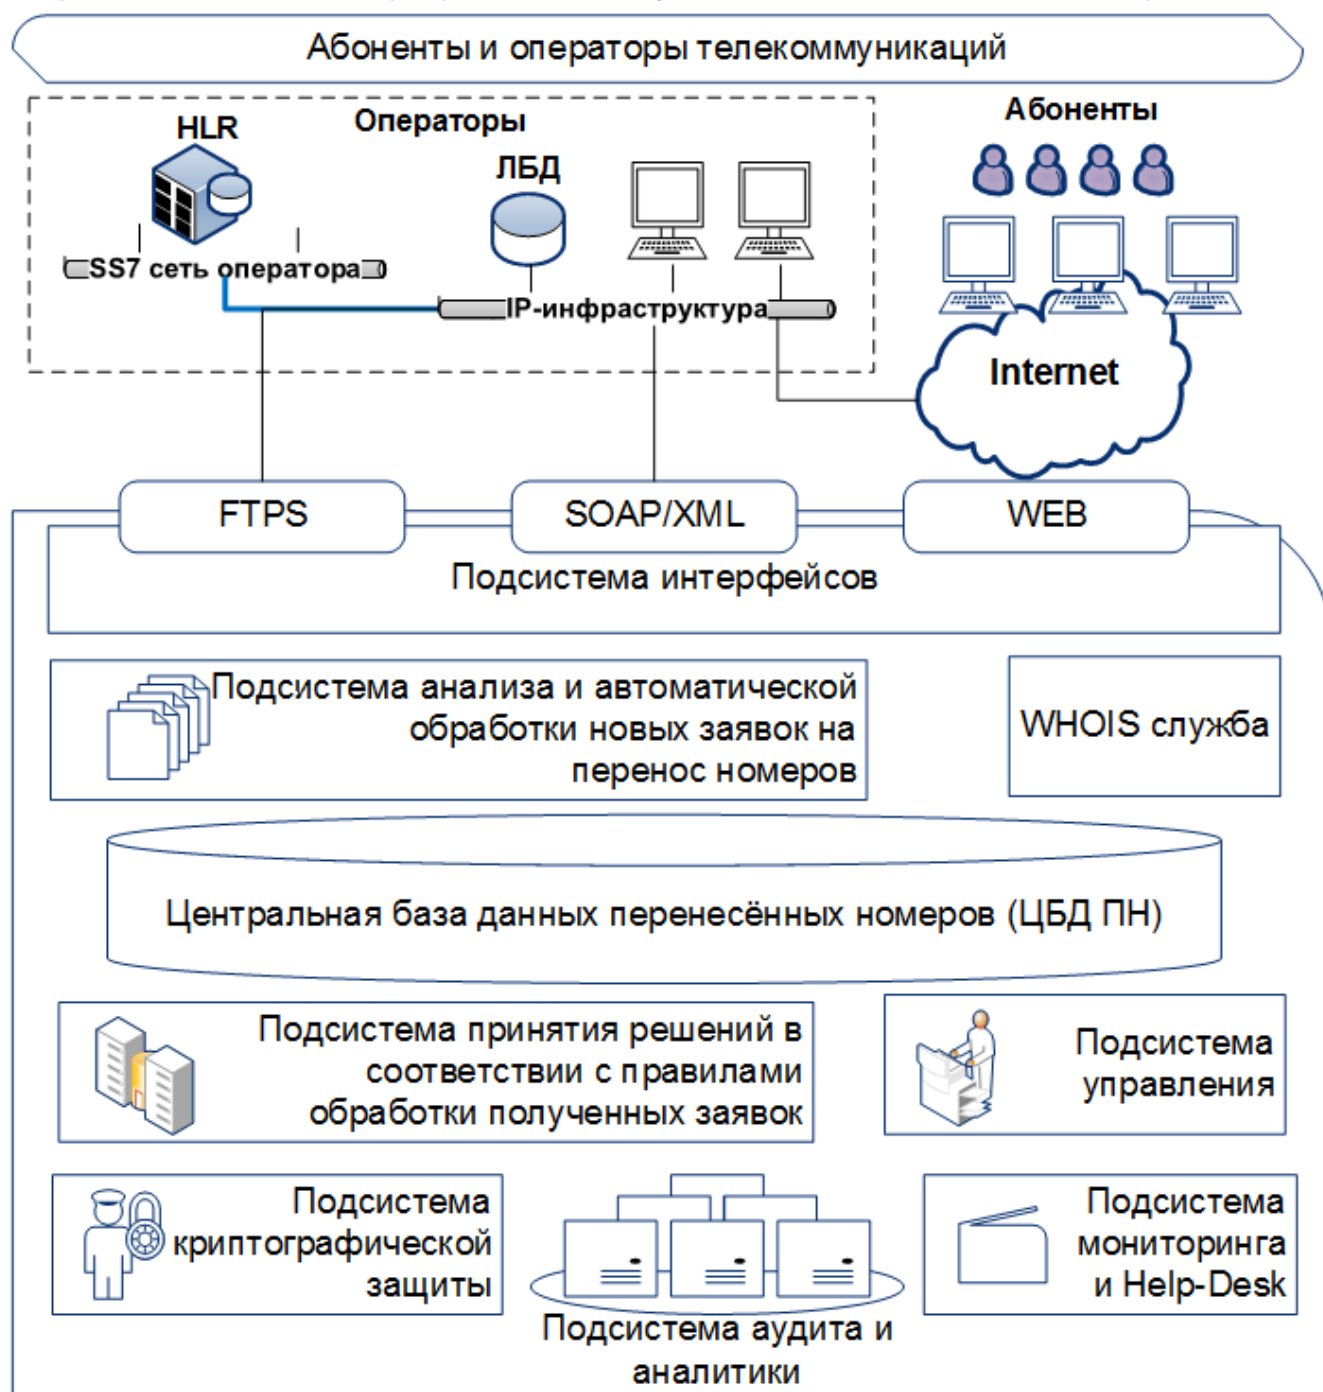 Абоненты и операторы телекоммуникаций
Операторы
Абоненты
HLR
ЛБД
SS7 сеть оператора
IP-инфраструктура
Internet
FTPS
SOAP/XML
WEB
Подсистема интерфейсов
Подсистема анализа и автоматической
обработки новых заявок на
перенос номеров
WHOIS служба
Центральная база данных перенесённых номеров (ЦБД ПН)
Подсистема принятия решений в
соответствии с правилами
обработки полученных заявок
Подсистема
управления
Подсистема
криптографической
защиты
Подсистема аудита и
аналитики
Подсистема
мониторинга
и Help-Desk